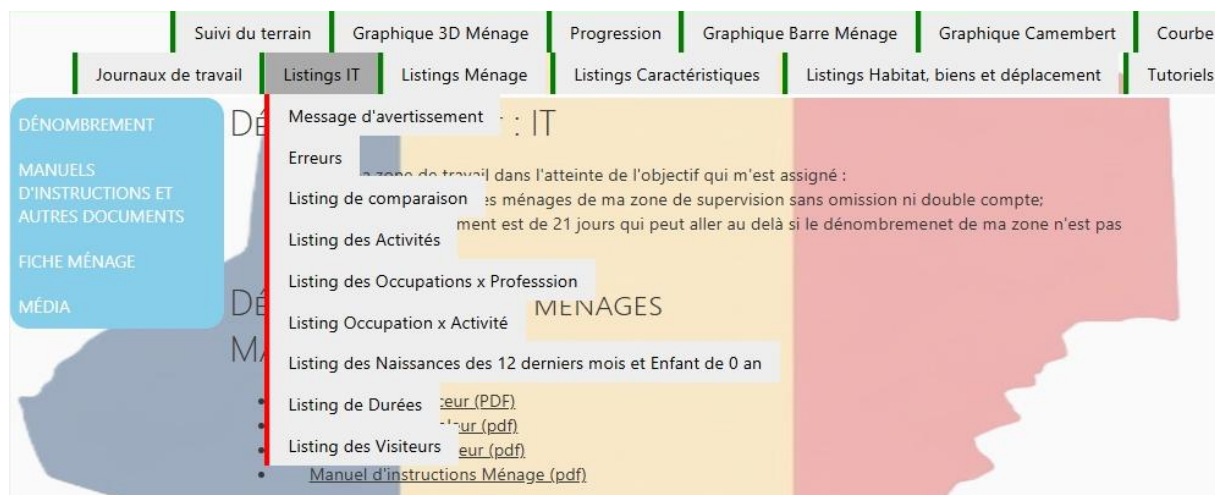 Suivi du terrain Graphique 3D Ménage Progression Graphique Barre Ménage Graphique Camembert Courbe
Journaux de travail Listings IT Listings Ménage Listings Caractéristiques Listings Habitat, biens et déplacement Tutoriels
DÉNOMBREMENT
MANUELS
D'INSTRUCTIONS ET
AUTRES DOCUMENTS
FICHE MÉNAGE
MÉDIA
Message d'avertissement
Erreurs
Listing de comparaison
Listing des Activités
Listing des Occupations x Professsion
Listing Occupation x Activité
Listing des Naissances des 12 derniers mois et Enfant de 0 an
Listing de Durées
Listing des Visiteurs
: IT
zone de travail dans l'atteinte de l'objectif qui m'est assigné :
es ménages de ma zone de supervision sans omission ni double compte;
ment est de 21 jours qui peut aller au delà si le dénombremenet de ma zone n'est pas
MÉNAGES
(PDF)
(pdf)
(pdf)
Manuel d'instructions Ménage (pdf)